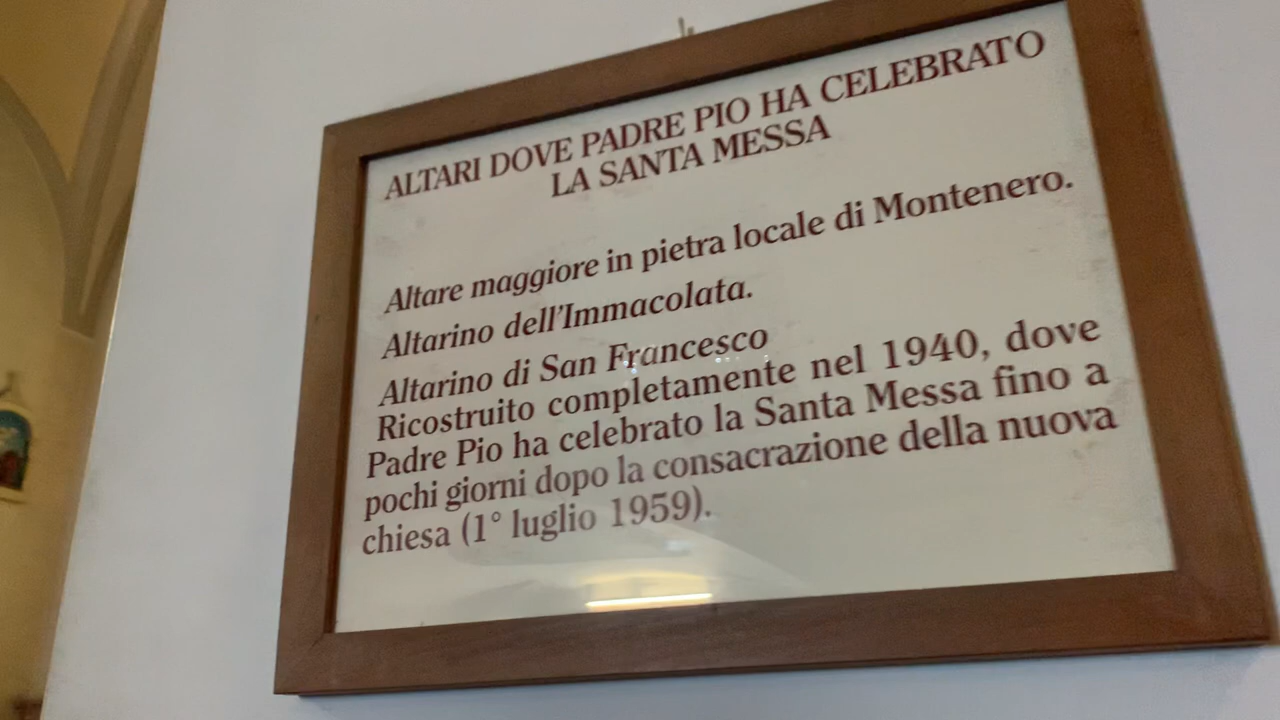 ALTARI DOVE PADRE PIO HA CELEBRATO
LA SANTA MESSA
Altare maggiore in pietra locale di Montenero.
Altarino dell'Immacolata.
Altarino di San Francesco
Ricostruito completamente nel 1940, dove
Padre Pio ha celebrato la Santa Messa fino a
pochi giorni dopo la consacrazione della nuova
chiesa (1° luglio 1959).